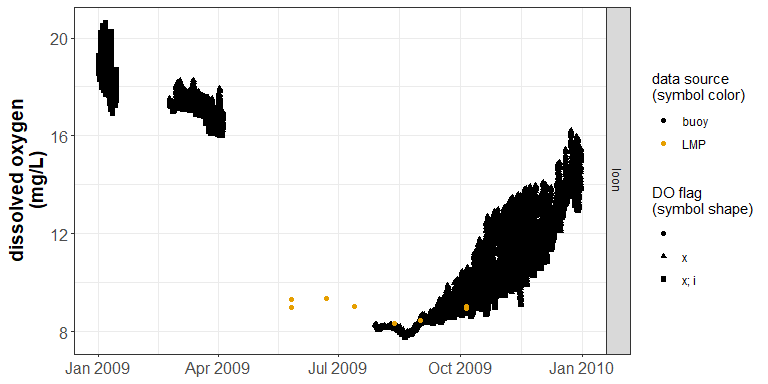 dissolved oxygen
(mg/L)
20
16
12
8
Jan 2009
Apr 2009
Jul 2009
Oct 2009
Jan 2010
loon
data source
(symbol color)
buoy
LMP
DO flag
(symbol shape)
x
x; i